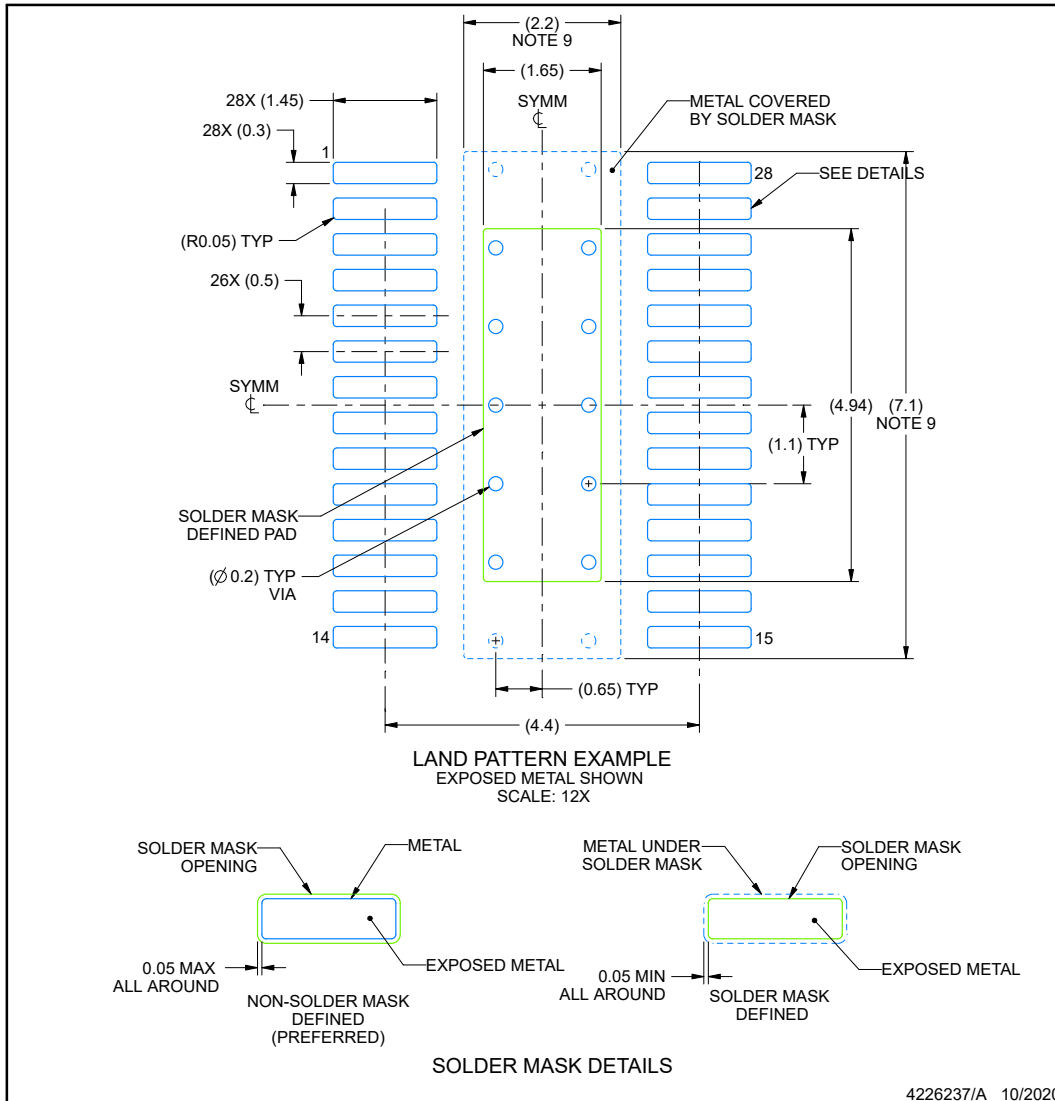 (2.2)
NOTE 9
(1.65)
SYMM
METAL COVERED
BY SOLDER MASK
28X (1.45)
28X (0.3)
1
28
SEE DETAILS
(R0.05) TYP
26X (0.5)
SYMM
(4.94)
(7.1)
NOTE 9
(1.1) TYP
SOLDER MASK
DEFINED PAD
(∅ 0.2) TYP
VIA
14
15
(0.65) TYP
(4.4)
LAND PATTERN EXAMPLE
EXPOSED METAL SHOWN
SCALE: 12X
SOLDER MASK
OPENING
METAL
EXPOSED METAL
0.05 MAX
ALL AROUND
NON-SOLDER MASK
DEFINED
(PREFERRED)
METAL UNDER
SOLDER MASK
SOLDER MASK
OPENING
EXPOSED METAL
0.05 MIN
ALL AROUND
SOLDER MASK
DEFINED
SOLDER MASK DETAILS
4226237/A 10/2020